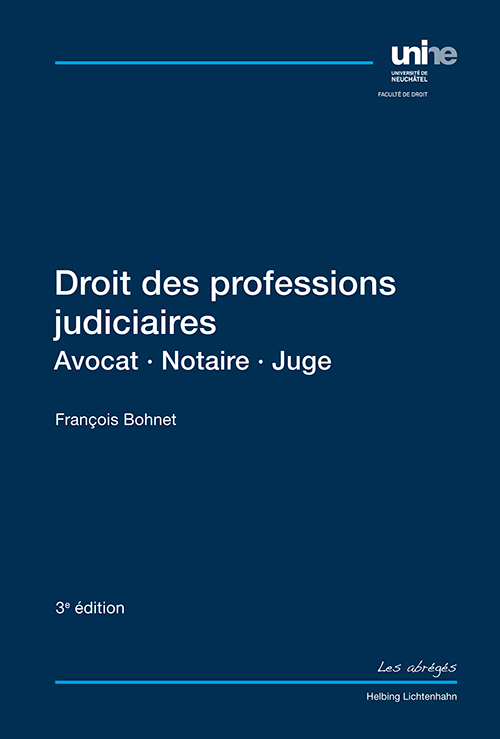 unine
UNIVERSITÉ DE
NEUCHÂTEL
FACULTÉ DE DROIT
Droit des professions
judiciaires
Avocat · Notaire · Juge
François Bohnet
3e édition
Les abrégés
Helbing Lichtenhahn